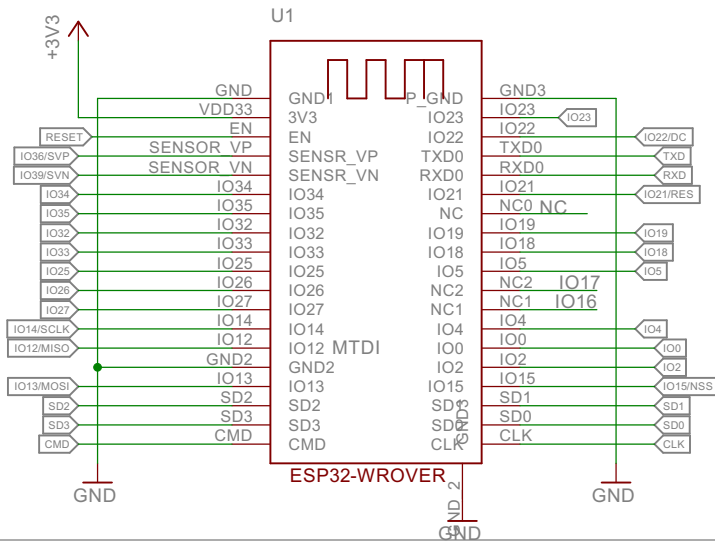 U1
+3V3
GND GND1 P_GND GND3
VDD33 3V3 IO23 IO23 IO23
RESET EN EN IO22 IO22 IO22/DC
IO36/SVP SENSOR_VP SENSR_VP TXD0 TXD0 TXD
IO39/SVN SENSOR_VN SENSR_VN RXD0 RXD0 RXD
IO34 IO34 IO34 IO21 IO21 IO21/RES
IO35 IO35 IO35 NC NC0 NC
IO32 IO32 IO32 IO19 IO19 IO19
IO33 IO33 IO33 IO18 IO18 IO18
IO25 IO25 IO25 IO5 IO5 IO5
IO26 IO26 IO26 NC2 NC2 IO17
IO27 IO27 IO27 NC1 NC1 IO16
IO14/SCLK IO14 IO14 IO4 IO4 IO4
IO12/MISO IO12 IO12 MTDI IO0 IO0 IO0
GND2 GND2 IO2 IO2 IO2
IO13/MOSI IO13 IO13 IO15 IO15 IO15/NSS
SD2 SD2 SD2 SD1 SD1 SD1
SD3 SD3 SD3 SD0 SD0 SD0
CMD CMD CMD CLK CLK CLK
GND3
ESP32-WROVER
GND GND_2 GND
GND